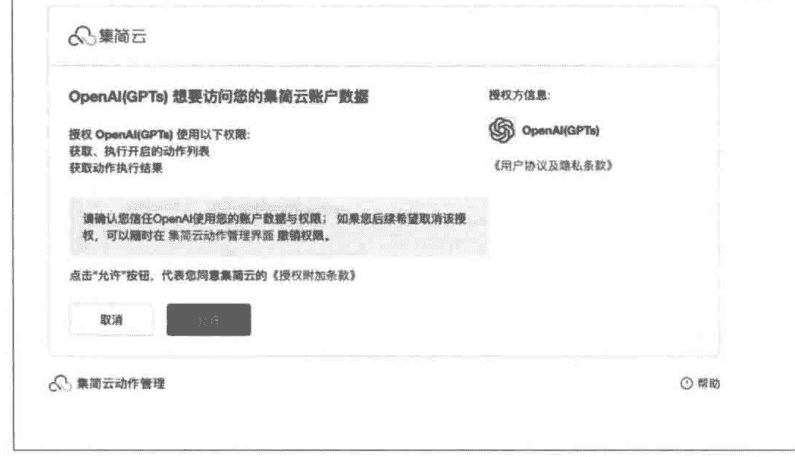 集简云
OpenAI(GPTs) 想要访问您的集简云账户数据
授权 OpenAI(GPTs) 使用以下权限:
获取、执行开启的动作列表
获取动作执行结果
请确认您信任OpenAI使用您的账户数据与权限； 如果您后续希望取消该授
权，可以随时在 集简云动作管理界面 撤销权限。
点击“允许”按钮，代表您同意集简云的《授权附加条款》
取消
授权方信息:
OpenAI(GPTs)
《用户协议及隐私条款》
集简云动作管理
帮助